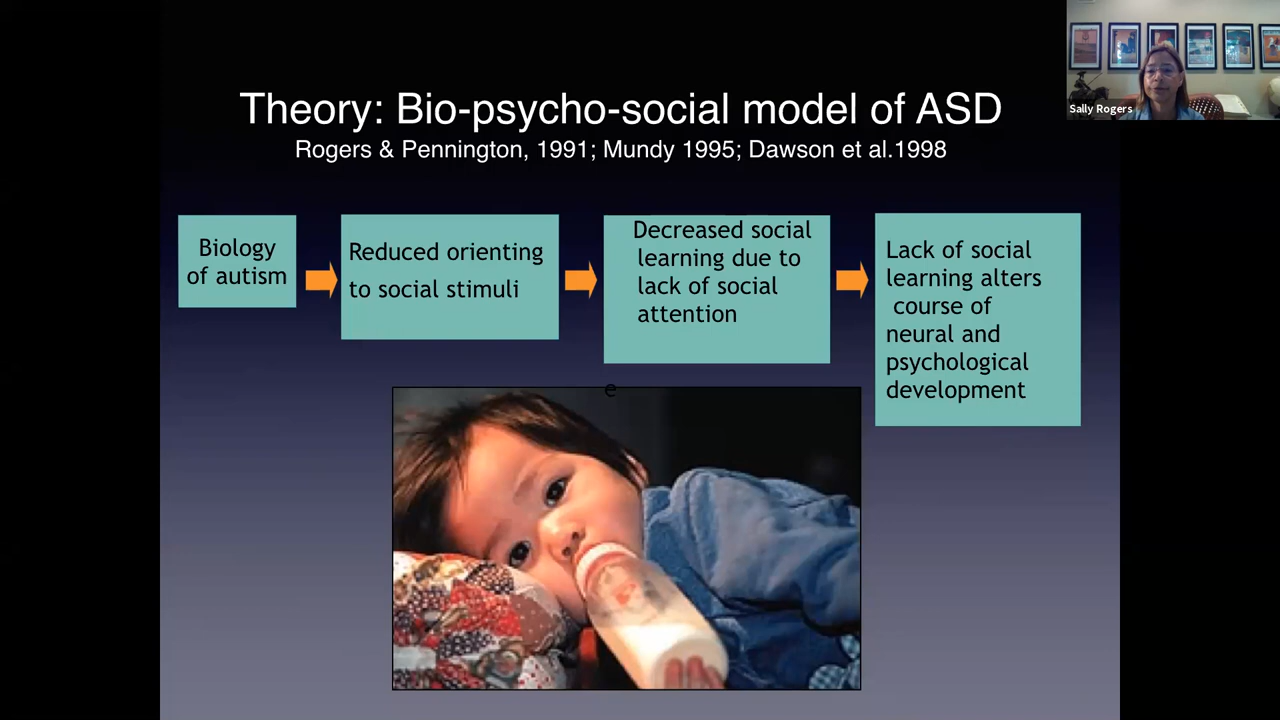 Theory: Bio-psycho-social model of ASD
Rogers & Pennington, 1991; Mundy 1995; Dawson et al.1998
Sally Rogers
Biology
of autism
Reduced orienting
to social stimuli
Decreased social
learning due to
lack of social
attention
Lack of social
learning alters
course of
neural and
psychological
development
e